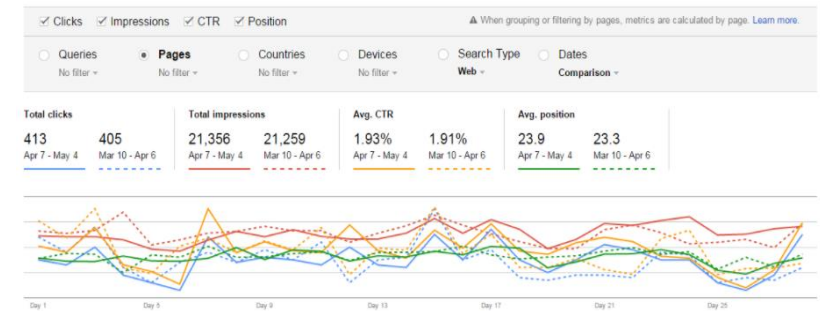 Clicks Impressions CTR Position When grouping or filtering by pages, metrics are calculated by page. Learn more.
Queries Pages Countries Devices Search Type Dates
No filter No filter No filter No filter Web Comparison
Total clicks Total impressions Avg. CTR Avg. position
413 405 21,356 21,259 1.93% 1.91% 23.9 23.3
Apr 7 - May 4 Mar 10 - Apr 6 Apr 7 - May 4 Mar 10 - Apr 6 Apr 7 - May 4 Mar 10 - Apr 6 Apr 7 - May 4 Mar 10 - Apr 6
Day 1 Day 5 Day 9 Day 13 Day 17 Day 21 Day 25